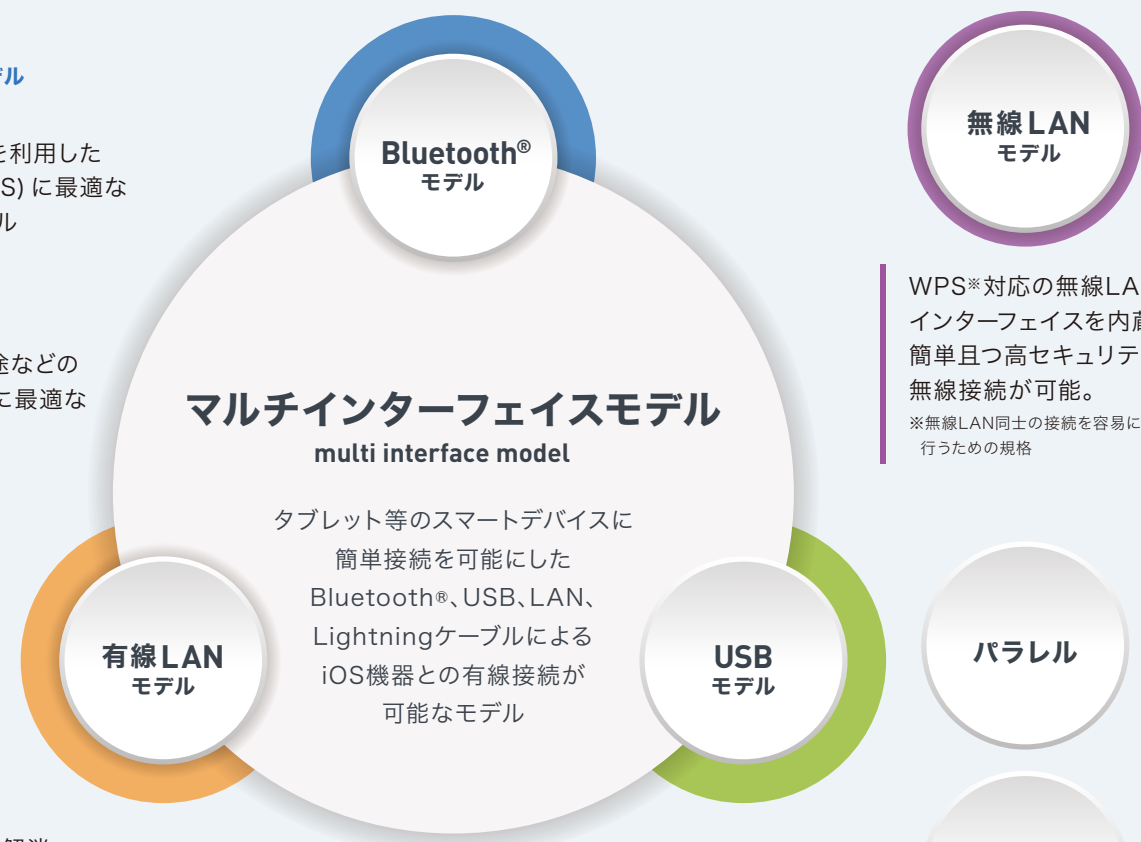 デル
を利用した
S) に最適な
ル
途などの
に最適な
Bluetooth®
モデル
マルチインターフェイスモデル
multi interface model
タブレット等のスマートデバイスに
簡単接続を可能にした
Bluetooth®、USB、LAN、
Lightningケーブルによる
iOS機器との有線接続が
可能なモデル
有線LAN
モデル
USB
モデル
無線LAN
モデル
WPS※対応の無線LA
インターフェイスを内
簡単且つ高セキュリテ
無線接続が可能。
※無線LAN同士の接続を容易に
行うための規格
パラレル